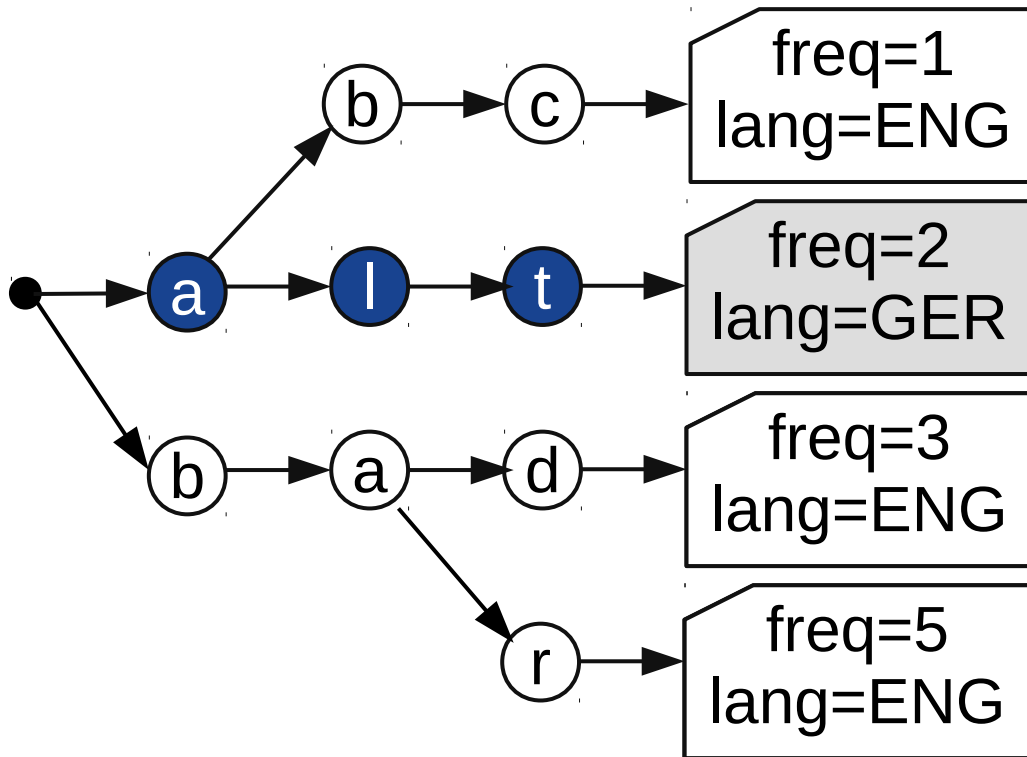 b c
freq=1
lang=ENG
a l t
freq=2
lang=GER
b a d
freq=3
lang=ENG
r
freq=5
lang=ENG